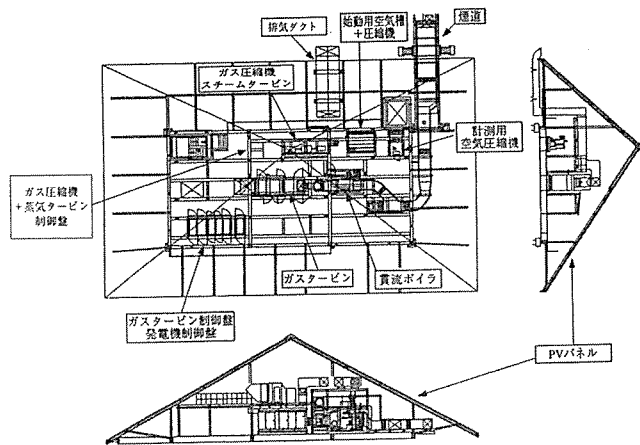 排気ダクト
始動用空気槽
+圧縮機
煙道
ガス圧縮機
スチームタービン
計測用
空気圧縮機
ガス圧縮機
+蒸気タービン
制御盤
ガスタービン
貫流ボイラ
ガスタービン制御盤
発電機制御盤
PVパネル